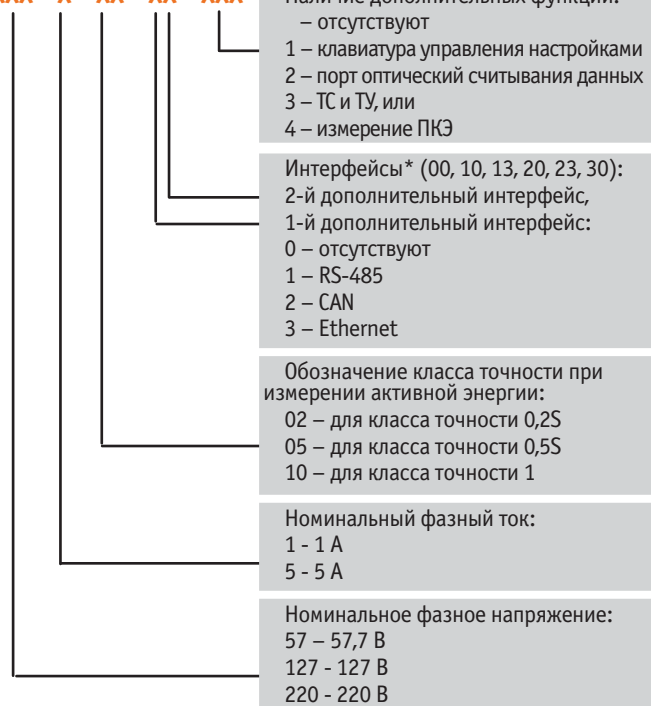 XXX X XX XX XXX
Наличие дополнительных функций:
– отсутствуют
1 – клавиатура управления настройками
2 – порт оптический считывания данных
3 – ТС и ТУ, или
4 – измерение ПКЭ
Интерфейсы* (00, 10, 13, 20, 23, 30):
2-й дополнительный интерфейс,
1-й дополнительный интерфейс:
0 – отсутствуют
1 – RS-485
2 – CAN
3 – Ethernet
Обозначение класса точности при
измерении активной энергии:
02 – для класса точности 0,2S
05 – для класса точности 0,5S
10 – для класса точности 1
Номинальный фазный ток:
1 - 1 А
5 - 5 А
Номинальное фазное напряжение:
57 – 57,7 В
127 - 127 В
220 - 220 В